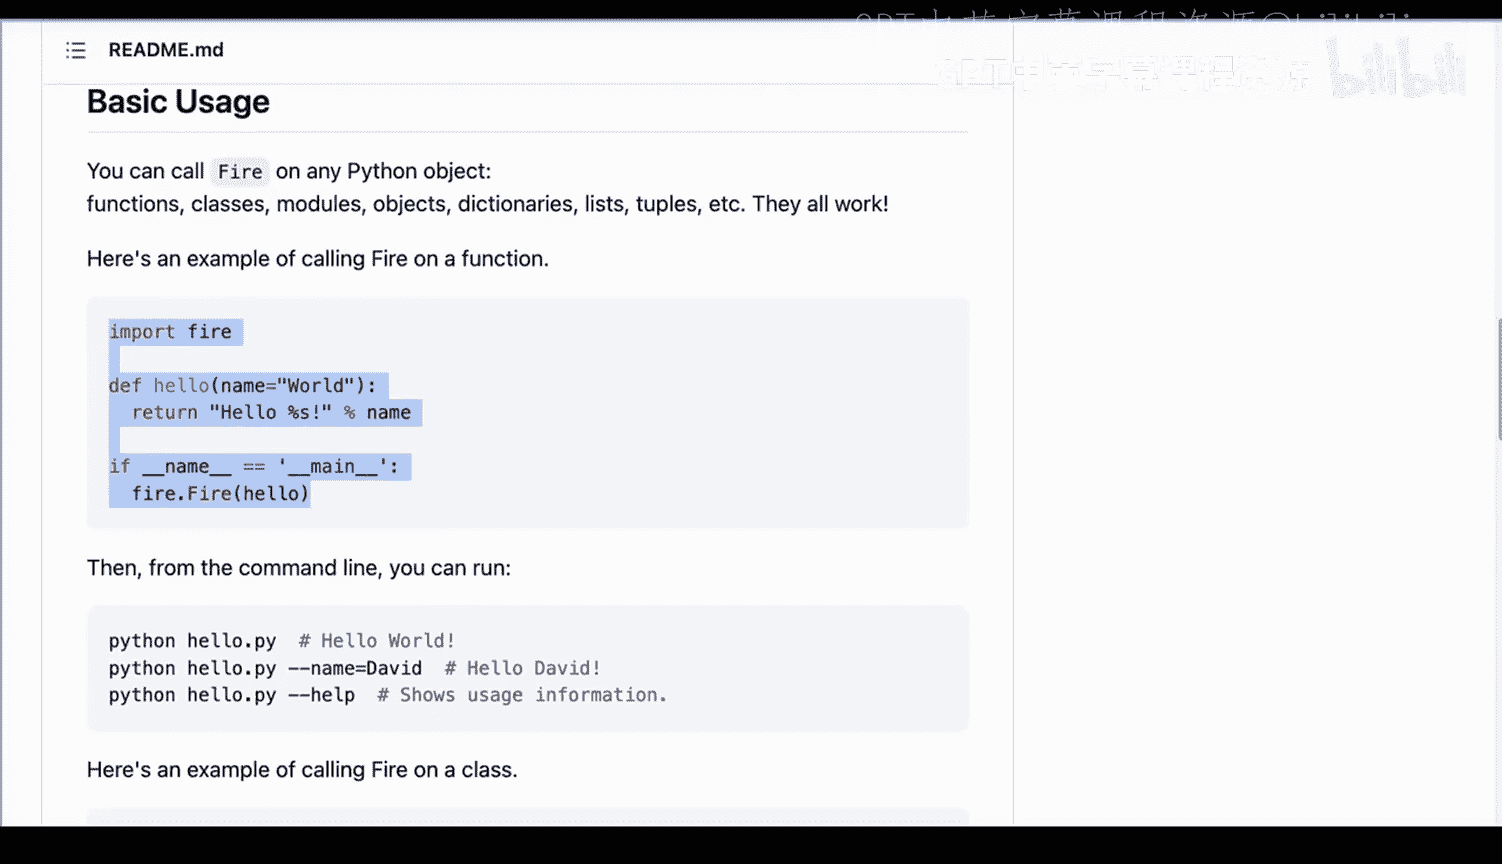 README.md
Basic Usage
You can call Fire on any Python object:
functions, classes, modules, objects, dictionaries, lists, tuples, etc. They all work!
Here's an example of calling Fire on a function.
import fire
def hello(name="World"):
  return "Hello %s!" % name
if __name__ == '__main__':
  fire.Fire(hello)
Then, from the command line, you can run:
python hello.py  # Hello World!
python hello.py --name=David  # Hello David!
python hello.py --help  # Shows usage information.
Here's an example of calling Fire on a class.
bilibili